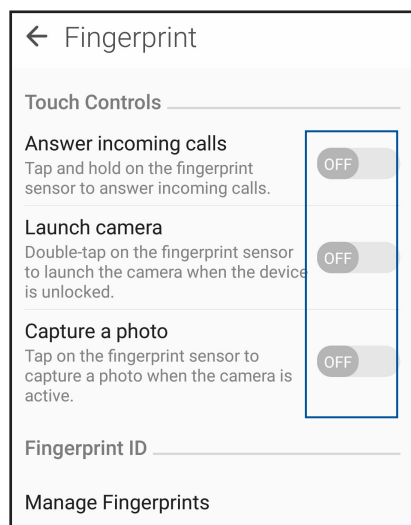 Fingerprint
Touch Controls
Answer incoming calls
Tap and hold on the fingerprint
sensor to answer incoming calls.
OFF
Launch camera
Double-tap on the fingerprint sensor
to launch the camera when the device
is unlocked.
OFF
Capture a photo
Tap on the fingerprint sensor to
capture a photo when the camera is
active.
OFF
Fingerprint ID
Manage Fingerprints